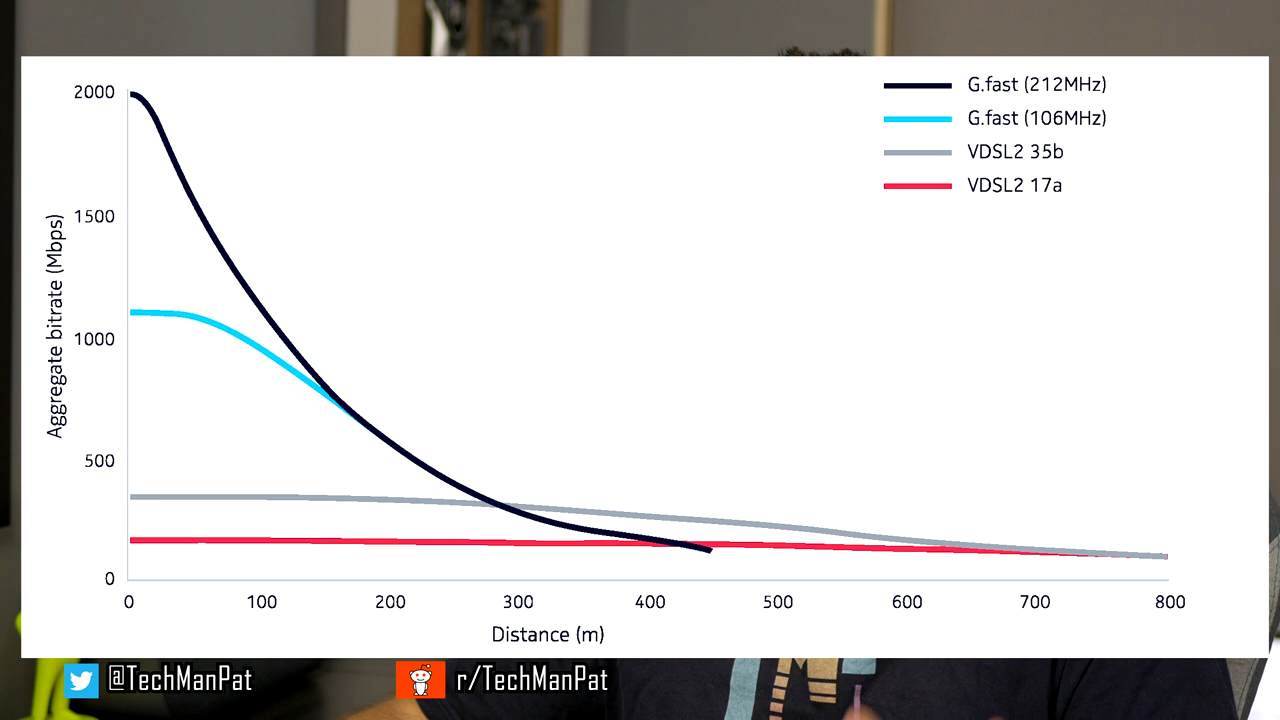 G.fast (212MHz)
G.fast (106MHz)
VDSL2 35b
VDSL2 17a
Aggregate bitrate (Mbps)
2000
1500
1000
500
0
0 100 200 300 400 500 600 700 800
Distance (m)
@TechManPat
r/TechManPat